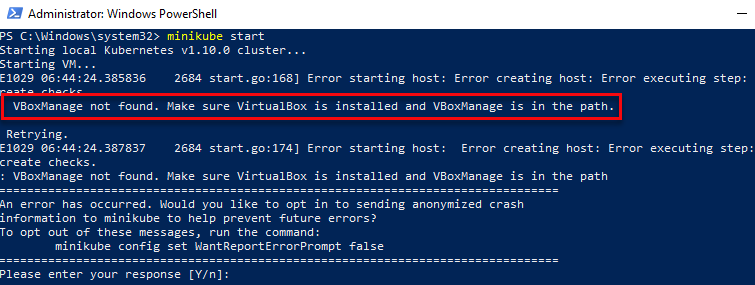 Administrator: Windows PowerShell
PS C:\Windows\system32> minikube start
Starting local Kubernetes v1.10.0 cluster...
Starting VM...
E1029 06:44:24.385836    2684 start.go:168] Error starting host: Error creating host: Error executing step:
reate checks.
 VBoxManage not found. Make sure VirtualBox is installed and VBoxManage is in the path.
 Retrying.
E1029 06:44:24.387837    2684 start.go:174] Error starting host:  Error creating host: Error executing step:
create checks.
: VBoxManage not found. Make sure VirtualBox is installed and VBoxManage is in the path
================================================================================
An error has occurred. Would you like to opt in to sending anonymized crash
information to minikube to help prevent future errors?
To opt out of these messages, run the command:
        minikube config set WantReportErrorPrompt false
================================================================================
Please enter your response [Y/n]: